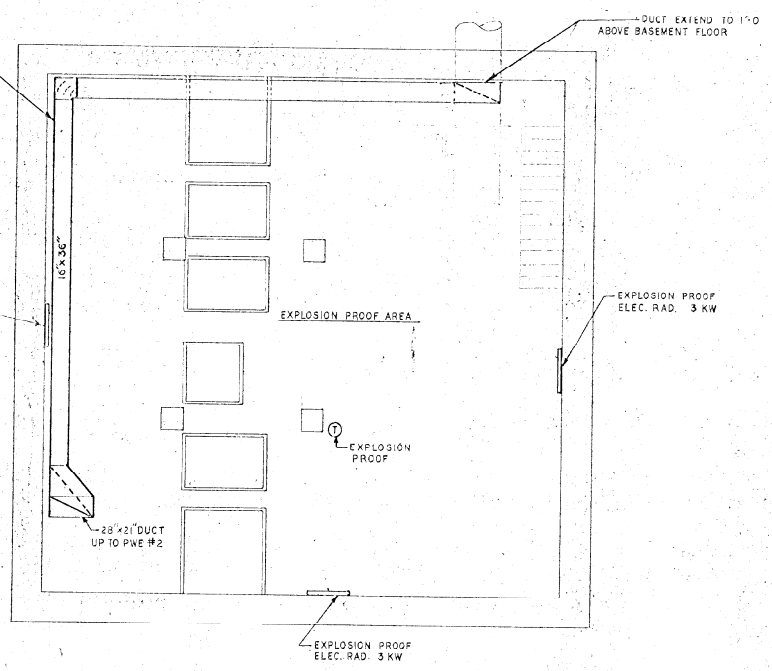 DUCT EXTEND TO 1'-0
ABOVE BASEMENT FLOOR
16"X 36"
EXPLOSION PROOF
ELEC. RAD. 3 KW
EXPLOSION PROOF AREA
T
EXPLOSION
PROOF
28"x21" DUCT
UP TO PWE #2
EXPLOSION PROOF
ELEC. RAD. 3 KW